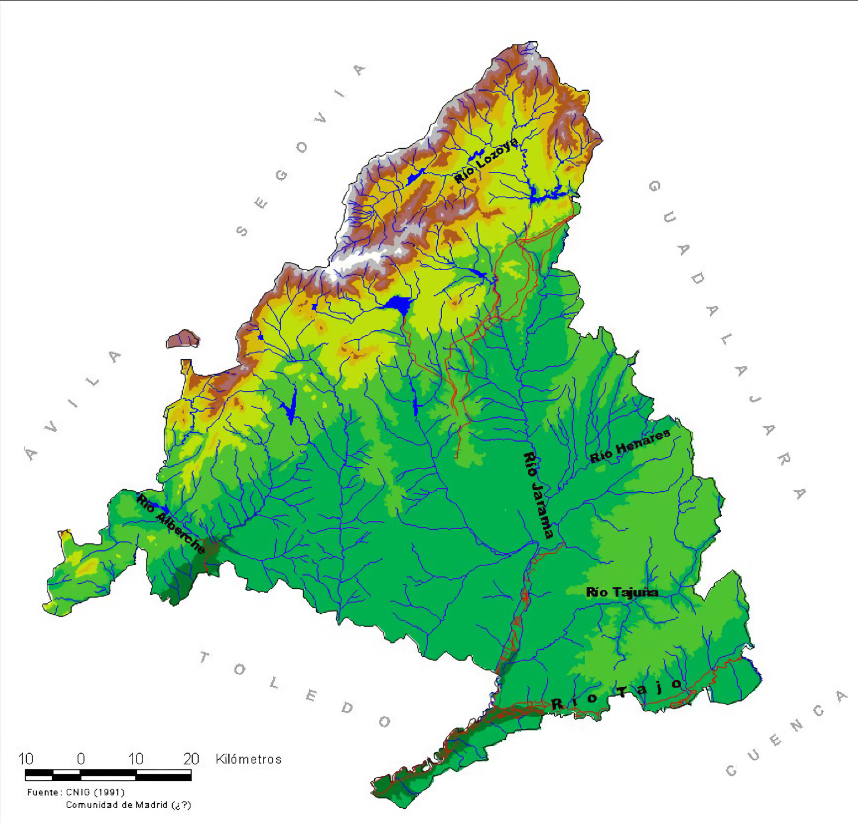 SEGOVIA
GUADALAJARA
Río Lozoya
ÁVILA
Río Henares
Río Jarama
Río Alberche
Río Tajuña
TOLEDO
Río Tajo
CUENCA
10 0 10 20 Kilómetros
Fuente: CNIG (1991)
Comunidad de Madrid (¿?)